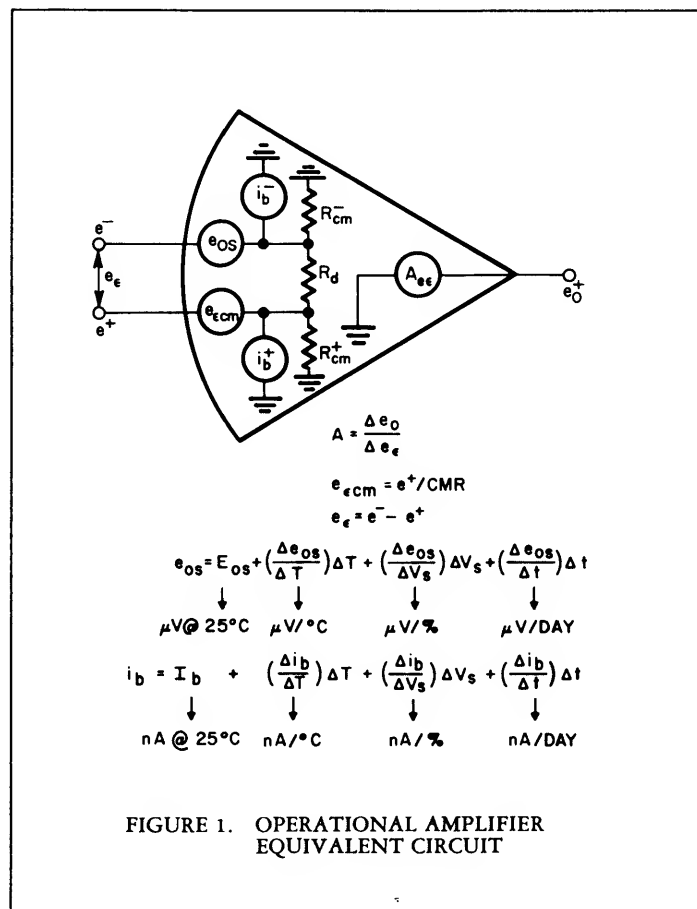 i_b^-
R_cm^-
e^-
e_OS
e_ϵ
R_d
A_eϵ
e_o^+
e^+
e_ϵcm
i_b^+
R_cm^+
A = Δe_o / Δe_ϵ
e_ϵcm = e^+/CMR
e_ϵ = e^- − e^+
e_os = E_os + (Δe_os/ΔT) ΔT + (Δe_os/ΔV_s) ΔV_s + (Δe_os/Δt) Δt
↓ ↓ ↓ ↓
μV@ 25°C μV/°C μV/% μV/DAY
i_b = I_b + (Δi_b/ΔT) ΔT + (Δi_b/ΔV_s) ΔV_s + (Δi_b/Δt) Δt
↓ ↓ ↓ ↓
nA @ 25°C nA/°C nA/% nA/DAY
FIGURE 1. OPERATIONAL AMPLIFIER
EQUIVALENT CIRCUIT